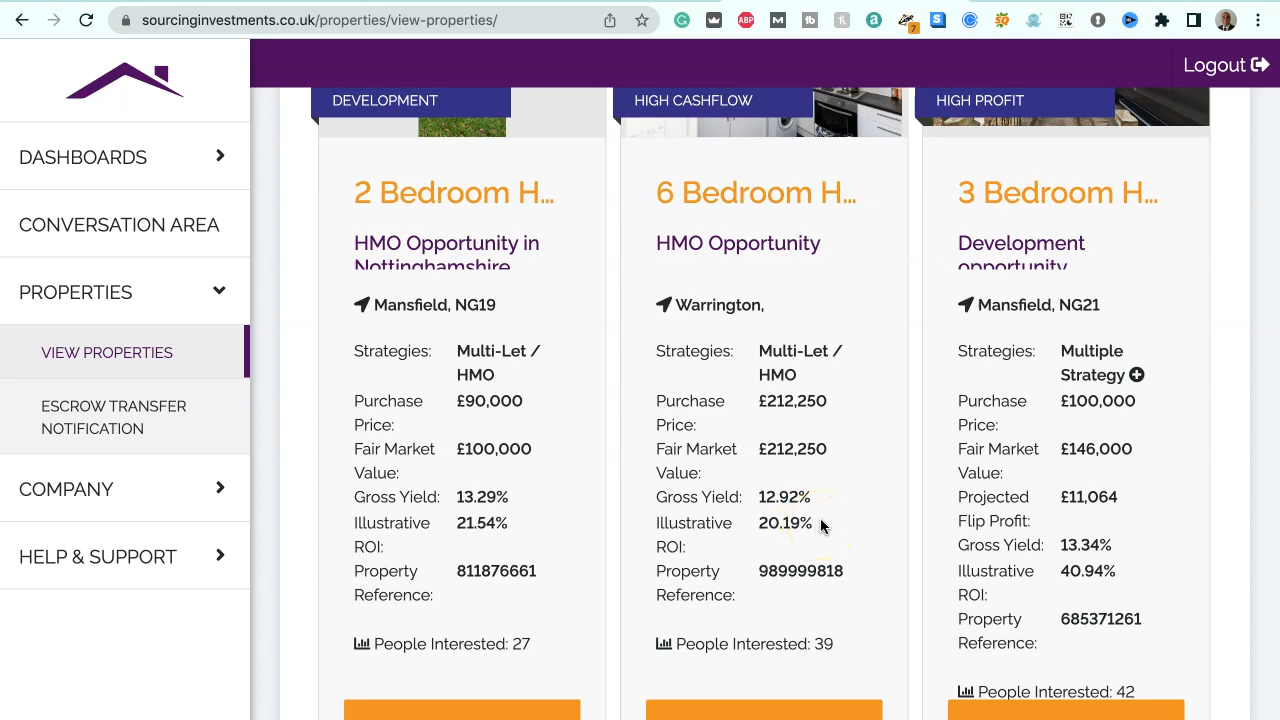 sourcinginvestments.co.uk/properties/view-properties/
7
Logout
DASHBOARDS
CONVERSATION AREA
PROPERTIES
VIEW PROPERTIES
ESCROW TRANSFER
NOTIFICATION
COMPANY
HELP & SUPPORT
DEVELOPMENT
2 Bedroom H...
HMO Opportunity in
Nottinghamshire
Mansfield, NG19
Strategies: Multi-Let /
HMO
Purchase £90,000
Price:
Fair Market £100,000
Value:
Gross Yield: 13.29%
Illustrative 21.54%
ROI:
Property 811876661
Reference:
People Interested: 27
HIGH CASHFLOW
6 Bedroom H...
HMO Opportunity
Warrington,
Strategies: Multi-Let /
HMO
Purchase £212,250
Price:
Fair Market £212,250
Value:
Gross Yield: 12.92%
Illustrative 20.19%
ROI:
Property 989999818
Reference:
People Interested: 39
HIGH PROFIT
3 Bedroom H...
Development
opportunity
Mansfield, NG21
Strategies: Multiple
Strategy
Purchase £100,000
Price:
Fair Market £146,000
Value:
Projected £11,064
Flip Profit:
Gross Yield: 13.34%
Illustrative 40.94%
ROI:
Property 685371261
Reference:
People Interested: 42